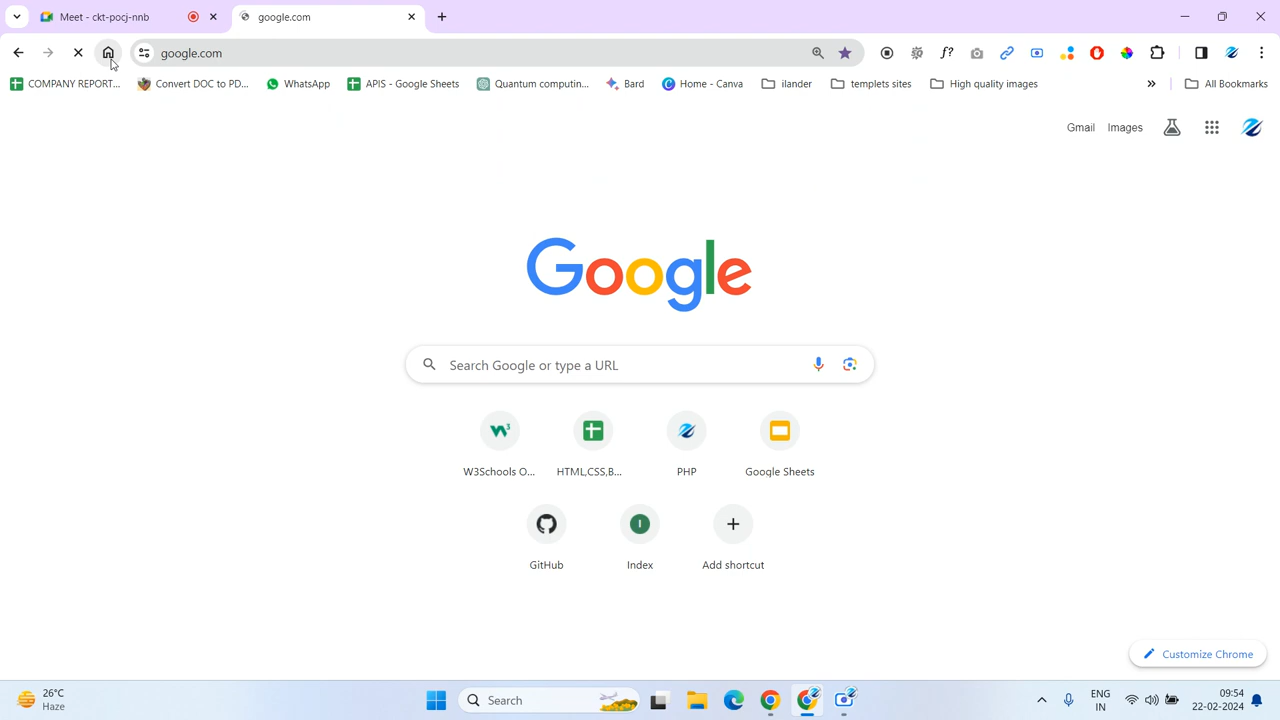 Meet - ckt-pocj-nnb
google.com
google.com
COMPANY REPORT...
Convert DOC to PD...
WhatsApp
APIS - Google Sheets
Quantum computin...
Bard
Home - Canva
ilander
templets sites
High quality images
»
All Bookmarks
Gmail
Images
Google
Search Google or type a URL
W3Schools O...
HTML,CSS,B...
PHP
Google Sheets
GitHub
I
Index
Add shortcut
Customize Chrome
26°C
Haze
Search
ENG
IN
09:54
22-02-2024